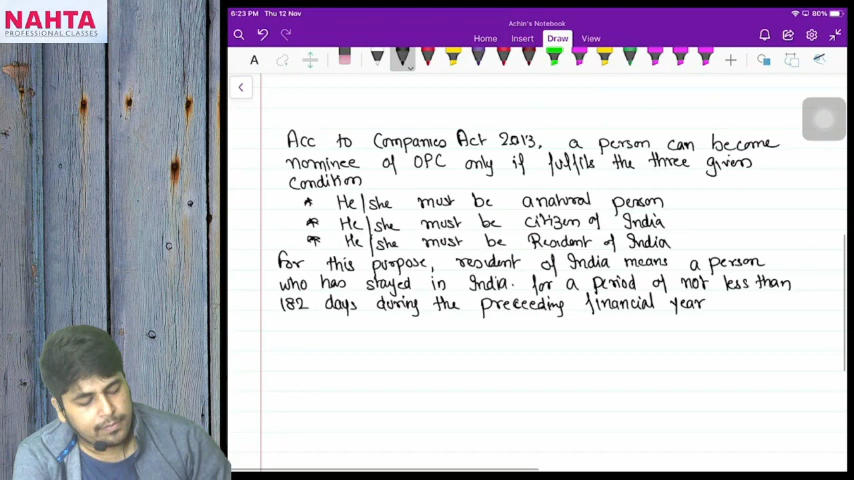 NAHTA
PROFESSIONAL CLASSES
6:23 PM Thu 12 Nov
80%
Achin's Notebook
Home Insert Draw View
A
Acc to Companies Act 2013, a person can become
nominee of OPC only if fulfils the three given
condition
* He/she must be a natural person
* He/she must be citizen of India
* He/she must be Resident of India
For this purpose, resident of India means a person
who has stayed in India. for a period of not less than
182 days during the preceeding financial year